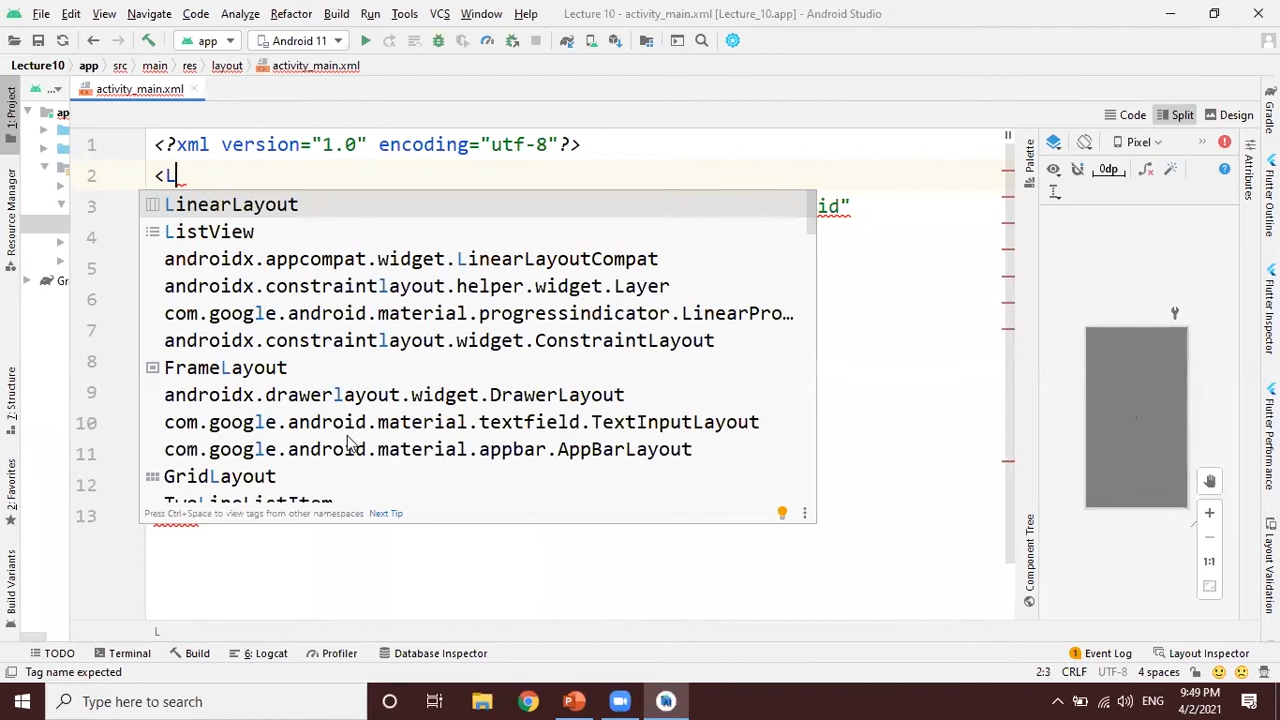 File Edit View Navigate Code Analyze Refactor Build Run Tools VCS Window Help Lecture 10 - activity_main.xml [Lecture_10.app] - Android Studio
app Android 11
Lecture10 app src main res layout activity_main.xml
... activity_main.xml
Code Split Design
1: Project
Resource Manager
7: Structure
2: Favorites
Build Variants
ap
Gr
1 <?xml version="1.0" encoding="utf-8"?>
2 <L
3 id"
4
5
6
7
8
9
10
11
12
13
LinearLayout
ListView
androidx.appcompat.widget.LinearLayoutCompat
androidx.constraintlayout.helper.widget.Layer
com.google.android.material.progressindicator.LinearPro...
androidx.constraintlayout.widget.ConstraintLayout
FrameLayout
androidx.drawerlayout.widget.DrawerLayout
com.google.android.material.textfield.TextInputLayout
com.google.android.material.appbar.AppBarLayout
GridLayout
TwoLineListItem
Press Ctrl+Space to view tags from other namespaces Next Tip
L
Palette
Component Tree
Pixel
0dp
1:1
Attributes
Gradle
Flutter Outline
Flutter Performance
Layout Validation
TODO Terminal Build 6: Logcat Profiler Database Inspector 1 Event Log Layout Inspector
Tag name expected 2:3 CRLF UTF-8 4 spaces
Type here to search
ENG
9:49 PM
4/2/2021